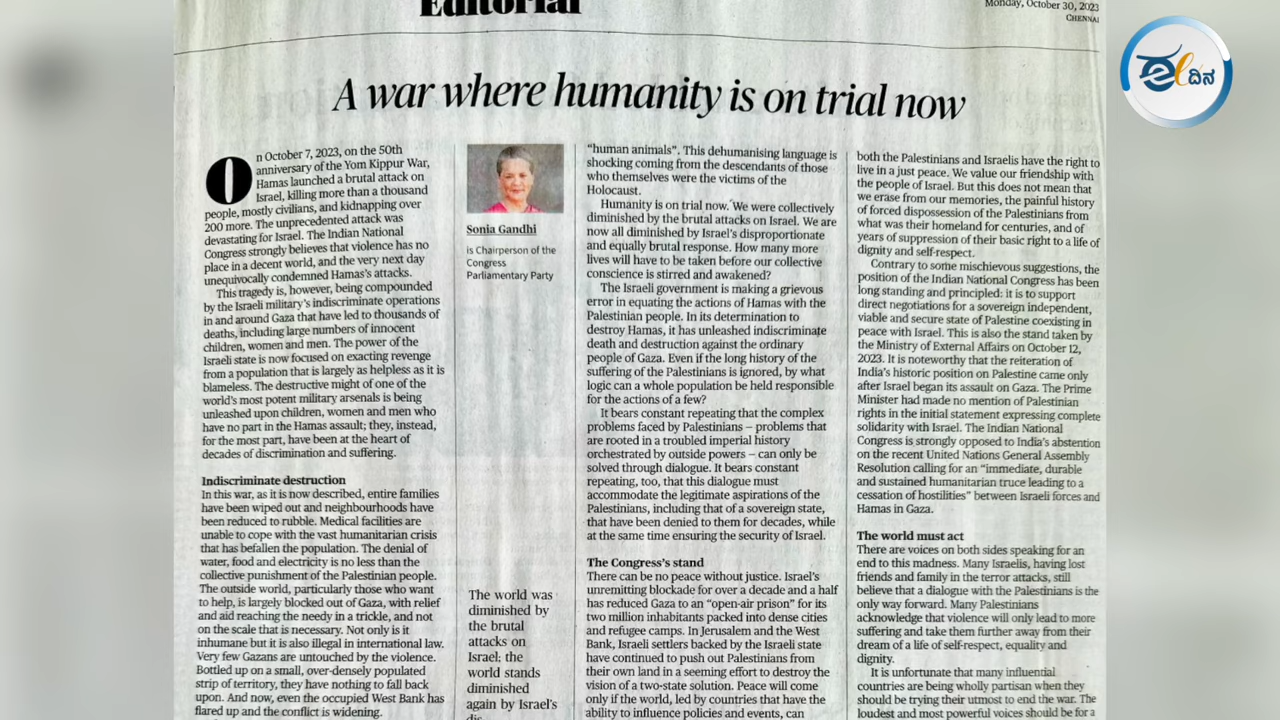 Editorial
Monday, October 30, 2023
CHENNAI
A war where humanity is on trial now
On October 7, 2023, on the 50th
anniversary of the Yom Kippur War,
Hamas launched a brutal attack on
Israel, killing more than a thousand
people, mostly civilians, and kidnapping over
200 more. The unprecedented attack was
devastating for Israel. The Indian National
Congress strongly believes that violence has no
place in a decent world, and the very next day
unequivocally condemned Hamas's attacks.
This tragedy is, however, being compounded
by the Israeli military's indiscriminate operations
in and around Gaza that have led to thousands of
deaths, including large numbers of innocent
children, women and men. The power of the
Israeli state is now focused on exacting revenge
from a population that is largely as helpless as it is
blameless. The destructive might of one of the
world's most potent military arsenals is being
unleashed upon children, women and men who
have no part in the Hamas assault; they, instead,
for the most part, have been at the heart of
decades of discrimination and suffering.
Indiscriminate destruction
In this war, as it is now described, entire families
have been wiped out and neighbourhoods have
been reduced to rubble. Medical facilities are
unable to cope with the vast humanitarian crisis
that has befallen the population. The denial of
water, food and electricity is no less than the
collective punishment of the Palestinian people.
The outside world, particularly those who want
to help, is largely blocked out of Gaza, with relief
and aid reaching the needy in a trickle, and not
on the scale that is necessary. Not only is it
inhumane but it is also illegal in international law.
Very few Gazans are untouched by the violence.
Bottled up on a small, over-densely populated
strip of territory, they have nothing to fall back
upon. And now, even the occupied West Bank has
flared up and the conflict is widening.
Sonia Gandhi
is Chairperson of the
Congress
Parliamentary Party
The world was
diminished by
the brutal
attacks on
Israel; the
world stands
diminished
again by Israel's
"human animals". This dehumanising language is
shocking coming from the descendants of those
who themselves were the victims of the
Holocaust.
Humanity is on trial now. We were collectively
diminished by the brutal attacks on Israel. We are
now all diminished by Israel's disproportionate
and equally brutal response. How many more
lives will have to be taken before our collective
conscience is stirred and awakened?
The Israeli government is making a grievous
error in equating the actions of Hamas with the
Palestinian people. In its determination to
destroy Hamas, it has unleashed indiscriminate
death and destruction against the ordinary
people of Gaza. Even if the long history of the
suffering of the Palestinians is ignored, by what
logic can a whole population be held responsible
for the actions of a few?
It bears constant repeating that the complex
problems faced by Palestinians – problems that
are rooted in a troubled imperial history
orchestrated by outside powers – can only be
solved through dialogue. It bears constant
repeating, too, that this dialogue must
accommodate the legitimate aspirations of the
Palestinians, including that of a sovereign state,
that have been denied to them for decades, while
at the same time ensuring the security of Israel.
The Congress's stand
There can be no peace without justice. Israel's
unremitting blockade for over a decade and a half
has reduced Gaza to an "open-air prison" for its
two million inhabitants packed into dense cities
and refugee camps. In Jerusalem and the West
Bank, Israeli settlers backed by the Israeli state
have continued to push out Palestinians from
their own land in a seeming effort to destroy the
vision of a two-state solution. Peace will come
only if the world, led by countries that have the
ability to influence policies and events, can
both the Palestinians and Israelis have the right to
live in a just peace. We value our friendship with
the people of Israel. But this does not mean that
we erase from our memories, the painful history
of forced dispossession of the Palestinians from
what was their homeland for centuries, and of
years of suppression of their basic right to a life of
dignity and self-respect.
Contrary to some mischievous suggestions, the
position of the Indian National Congress has been
long standing and principled: it is to support
direct negotiations for a sovereign independent,
viable and secure state of Palestine coexisting in
peace with Israel. This is also the stand taken by
the Ministry of External Affairs on October 12,
2023. It is noteworthy that the reiteration of
India's historic position on Palestine came only
after Israel began its assault on Gaza. The Prime
Minister had made no mention of Palestinian
rights in the initial statement expressing complete
solidarity with Israel. The Indian National
Congress is strongly opposed to India's abstention
on the recent United Nations General Assembly
Resolution calling for an "immediate, durable
and sustained humanitarian truce leading to a
cessation of hostilities" between Israeli forces and
Hamas in Gaza.
The world must act
There are voices on both sides speaking for an
end to this madness. Many Israelis, having lost
friends and family in the terror attacks, still
believe that a dialogue with the Palestinians is the
only way forward. Many Palestinians
acknowledge that violence will only lead to more
suffering and take them further away from their
dream of a life of self-respect, equality and
dignity.
It is unfortunate that many influential
countries are being wholly partisan when they
should be trying their utmost to end the war. The
loudest and most powerful voices should be for a
ದಿನ